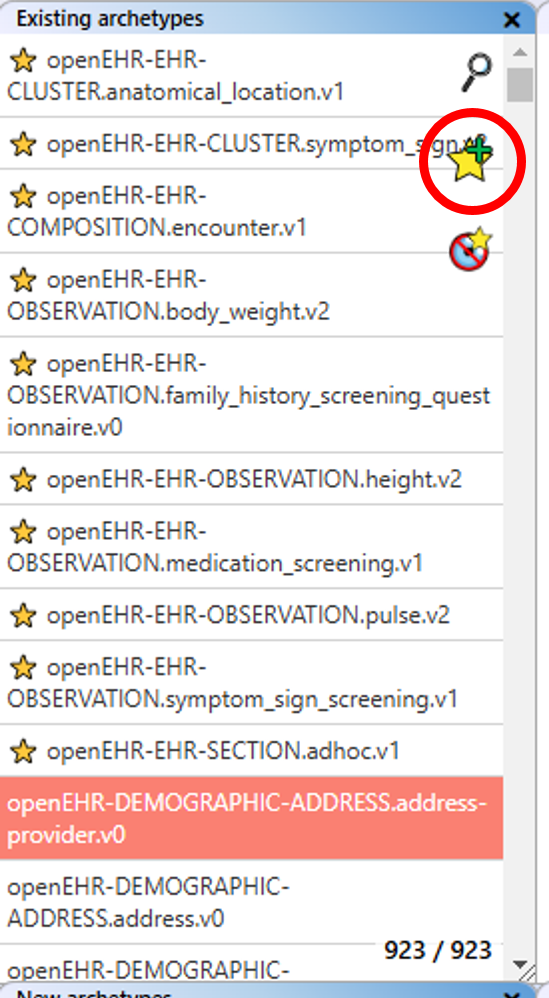 Existing archetypes
openEHR-EHR-
CLUSTER.anatomical_location.v1
openEHR-EHR-CLUSTER.symptom_sign.
openEHR-EHR-
COMPOSITION.encounter.v1
openEHR-EHR-
OBSERVATION.body_weight.v2
openEHR-EHR-
OBSERVATION.family_history_screening_quest
ionnaire.v0
openEHR-EHR-OBSERVATION.height.v2
openEHR-EHR-
OBSERVATION.medication_screening.v1
openEHR-EHR-OBSERVATION.pulse.v2
openEHR-EHR-
OBSERVATION.symptom_sign_screening.v1
openEHR-EHR-SECTION.adhoc.v1
openEHR-DEMOGRAPHIC-ADDRESS.address-
provider.v0
openEHR-DEMOGRAPHIC-
ADDRESS.address.v0
923 / 923
openEHR-DEMOGRAPHIC-
New archetypes